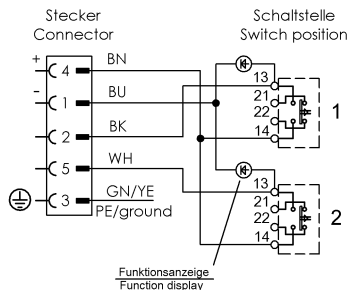 Stecker
Connector
Schaltstelle
Switch position
+
4
BN
-
1
BU
2
BK
5
WH
3
GN/YE
PE/ground
13
21
22
14
1
13
21
22
14
2
Funktionsanzeige
Function display